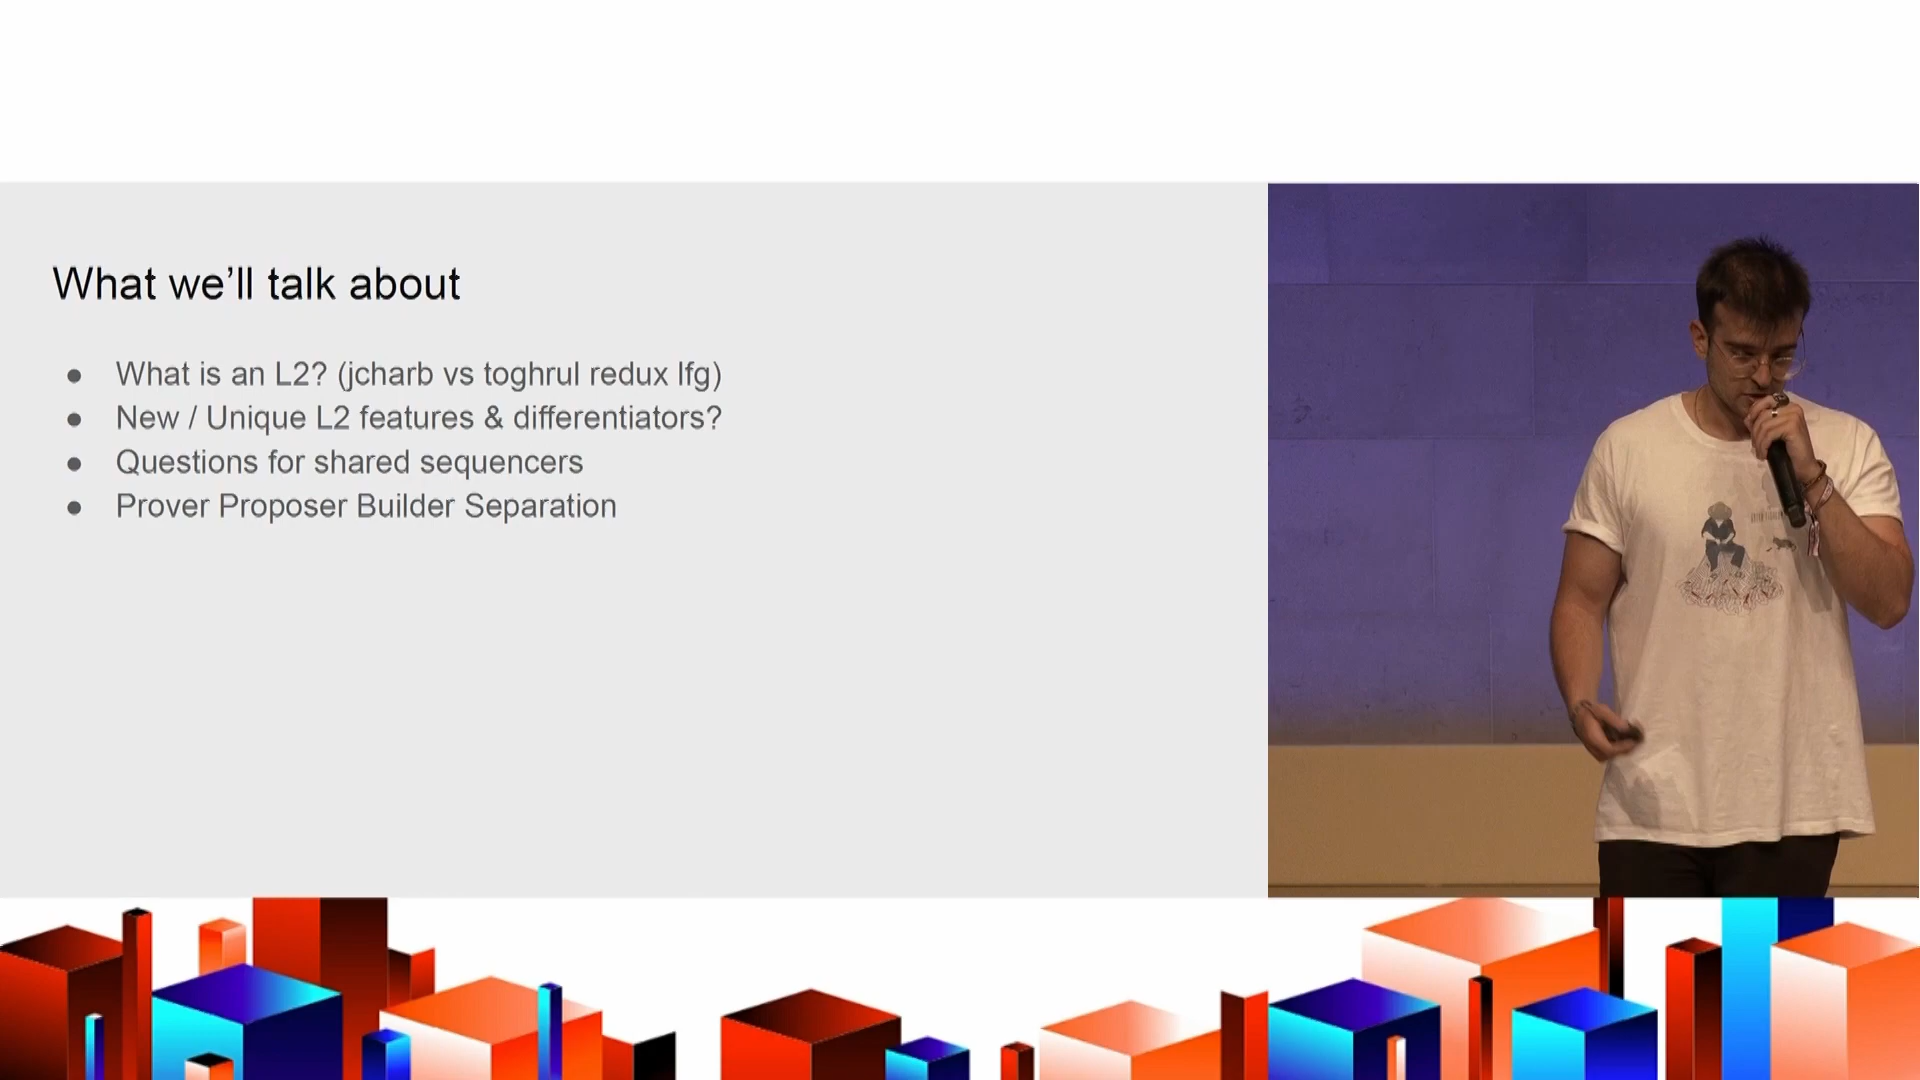 What we’ll talk about
● What is an L2? (jcharb vs toghrul redux lfg)
● New / Unique L2 features & differentiators?
● Questions for shared sequencers
● Prover Proposer Builder Separation